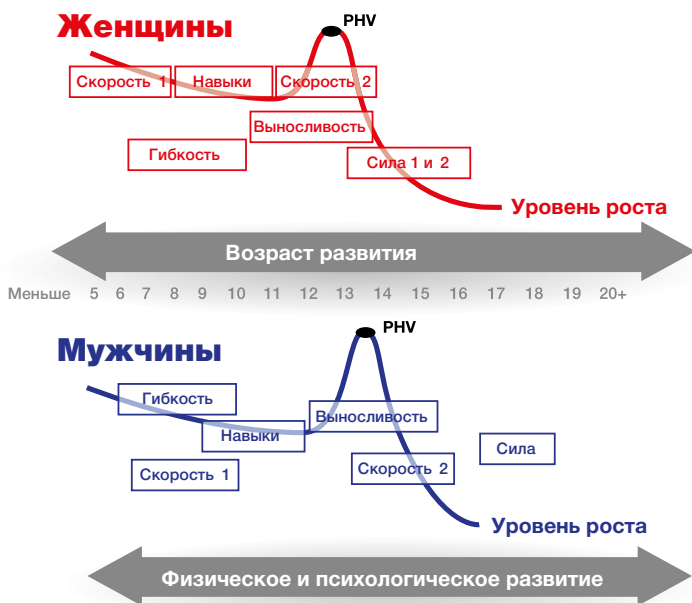 PHV
Женщины
Скорость 1
Навыки
Скорость 2
Выносливость
Гибкость
Сила 1 и 2
Уровень роста
Возраст развития
Меньше 5 6 7 8 9 10 11 12 13 14 15 16 17 18 19 20+
PHV
Мужчины
Гибкость
Выносливость
Навыки
Сила
Скорость 1
Скорость 2
Уровень роста
Физическое и психологическое развитие